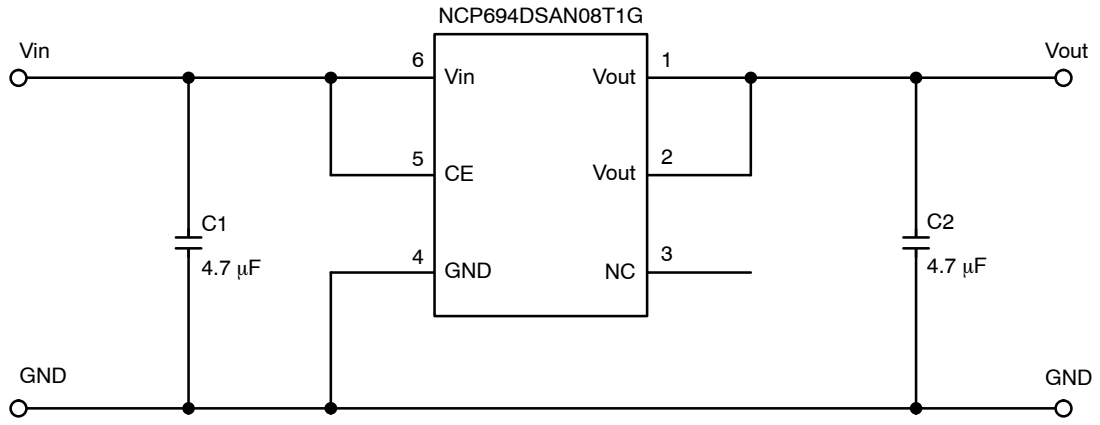 NCP694DSAN08T1G
Vin
Vout
6
Vin
Vout
1
5
CE
Vout
2
C1
4.7 μF
C2
4.7 μF
4
GND
NC
3
GND
GND